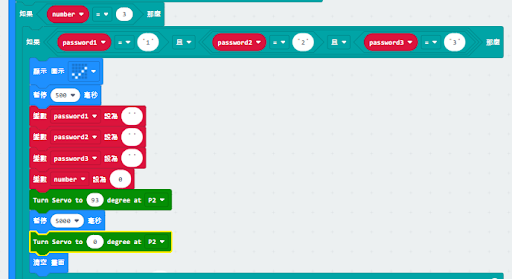 如果 number = 3 那麼
如果 password1 = "1" 且 password2 = "2" 且 password3 = "3" 那麼
顯示 圖示
暫停 500 毫秒
變數 password1 設為 ""
變數 password2 設為 ""
變數 password3 設為 ""
變數 number 設為 0
Turn Servo to 93 degree at P2
暫停 5000 毫秒
Turn Servo to 0 degree at P2
清空 畫面